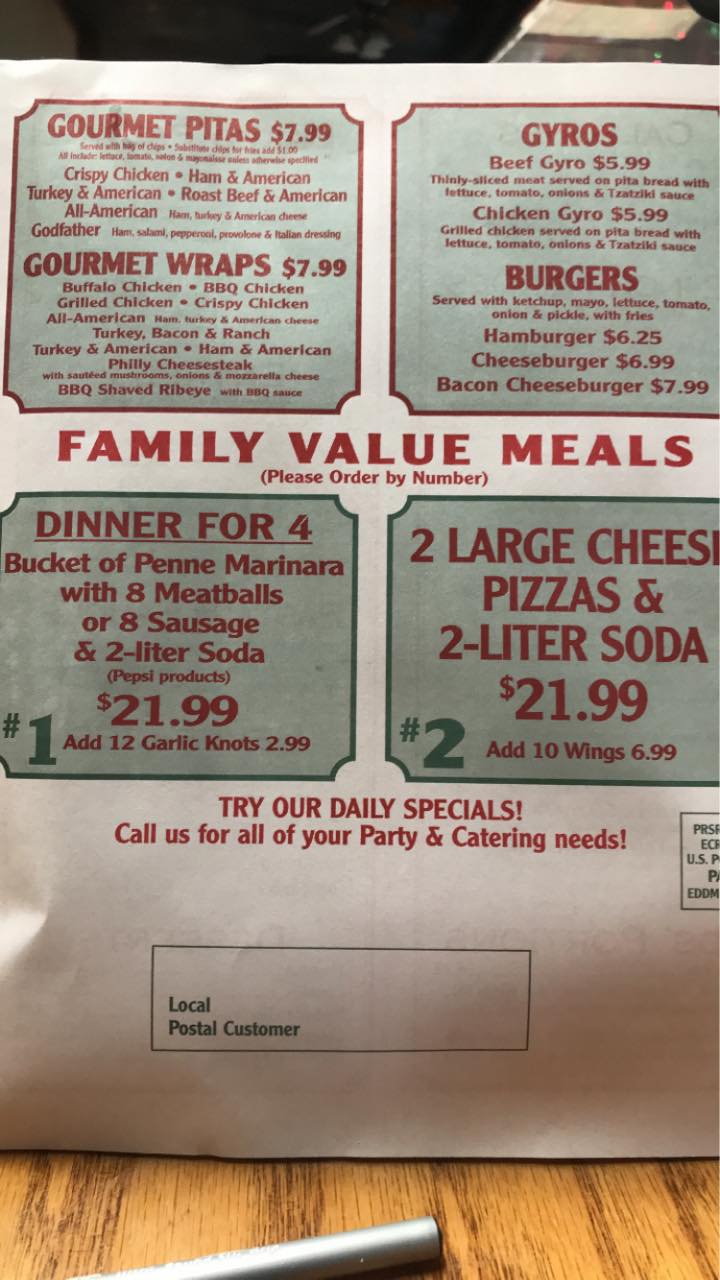 GOURMET PITAS $7.99
Served with bag of chips • Substitute chips for fries add $1.00
All include: lettuce, tomato, onion & mayonaisse unless otherwise specified
Crispy Chicken • Ham & American
Turkey & American • Roast Beef & American
All-American Ham, turkey & American cheese
Godfather Ham, salami, pepperoni, provolone & Italian dressing
GOURMET WRAPS $7.99
Buffalo Chicken • BBQ Chicken
Grilled Chicken • Crispy Chicken
All-American Ham, turkey & American cheese
Turkey, Bacon & Ranch
Turkey & American • Ham & American
Philly Cheesesteak
with sautéed mushrooms, onions & mozzarella cheese
BBQ Shaved Ribeye with BBQ sauce
GYROS
Beef Gyro $5.99
Thinly-sliced meat served on pita bread with
lettuce, tomato, onions & Tzatziki sauce
Chicken Gyro $5.99
Grilled chicken served on pita bread with
lettuce, tomato, onions & Tzatziki sauce
BURGERS
Served with ketchup, mayo, lettuce, tomato,
onion & pickle, with fries
Hamburger $6.25
Cheeseburger $6.99
Bacon Cheeseburger $7.99
FAMILY VALUE MEALS
(Please Order by Number)
DINNER FOR 4
Bucket of Penne Marinara
with 8 Meatballs
or 8 Sausage
& 2-liter Soda
(Pepsi products)
$21.99
#1 Add 12 Garlic Knots 2.99
2 LARGE CHEES
PIZZAS &
2-LITER SODA
$21.99
#2 Add 10 Wings 6.99
TRY OUR DAILY SPECIALS!
Call us for all of your Party & Catering needs!
PRSR
ECR
U.S. P
PA
EDDM
Local
Postal Customer